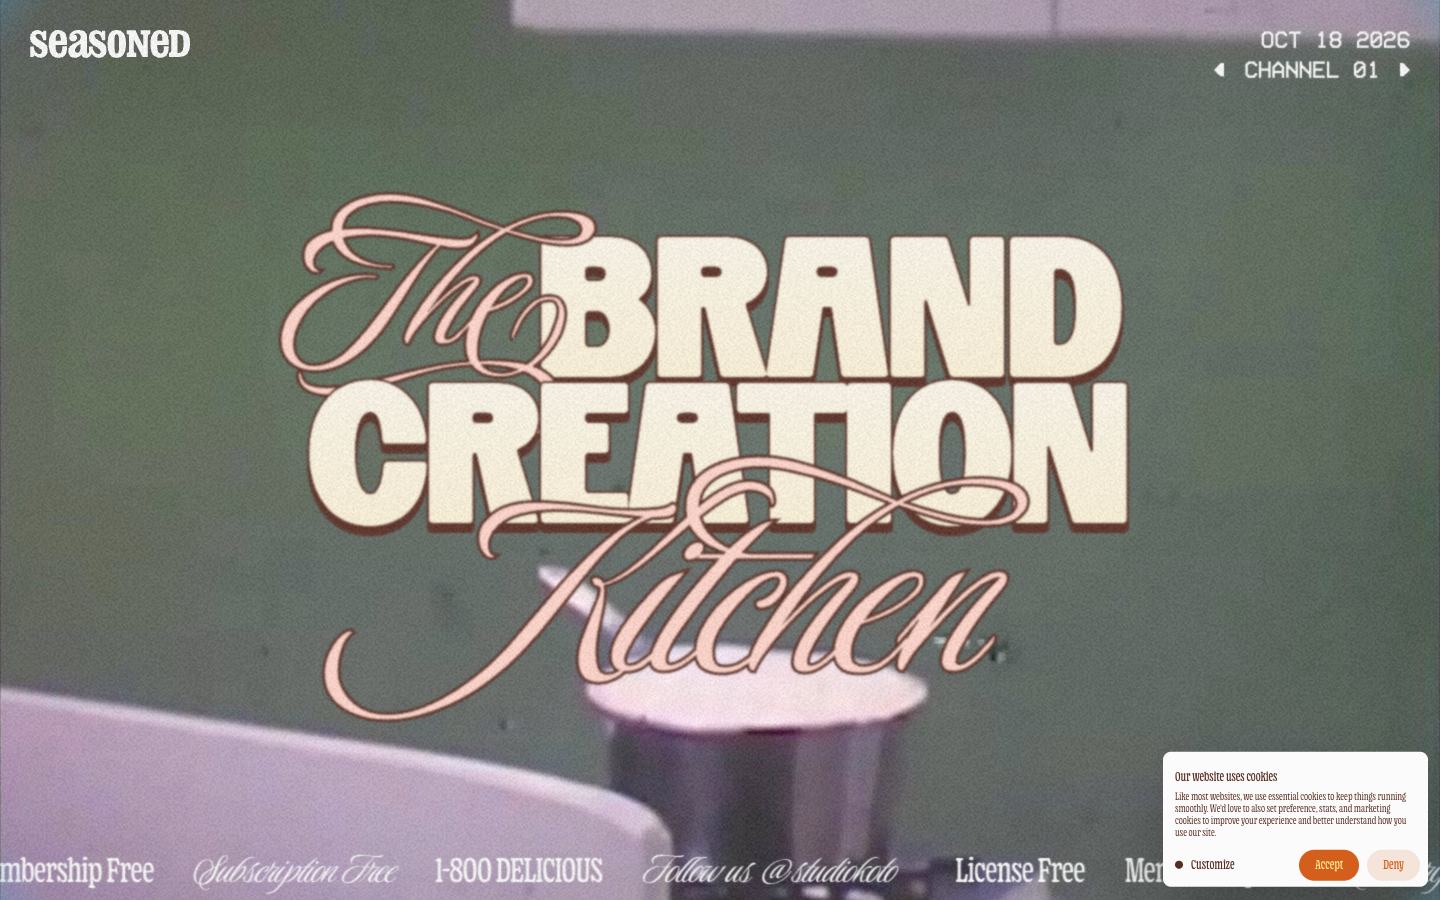 SEASONED
OCT 18 2026
CHANNEL 01
The BRAND
CREATION
Kitchen
Our website uses cookies
Like most websites, we use essential cookies to keep things running
smoothly. We'd love to also set preference, stats, and marketing
cookies to improve your experience and better understand how you
use our site.
Customize
Accept
Deny
mbership Free Subscription Free 1-800 DELICIOUS Follow us @studiokoto License Free Mem